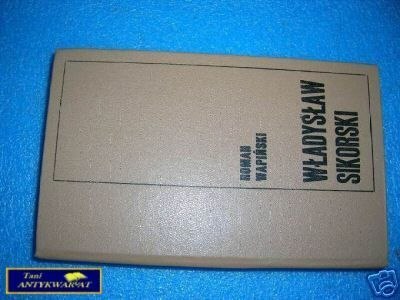 ROMAN
WAPIŃSKI
WŁADYSŁAW
SIKORSKI
Tani
ANTYKWARIAT